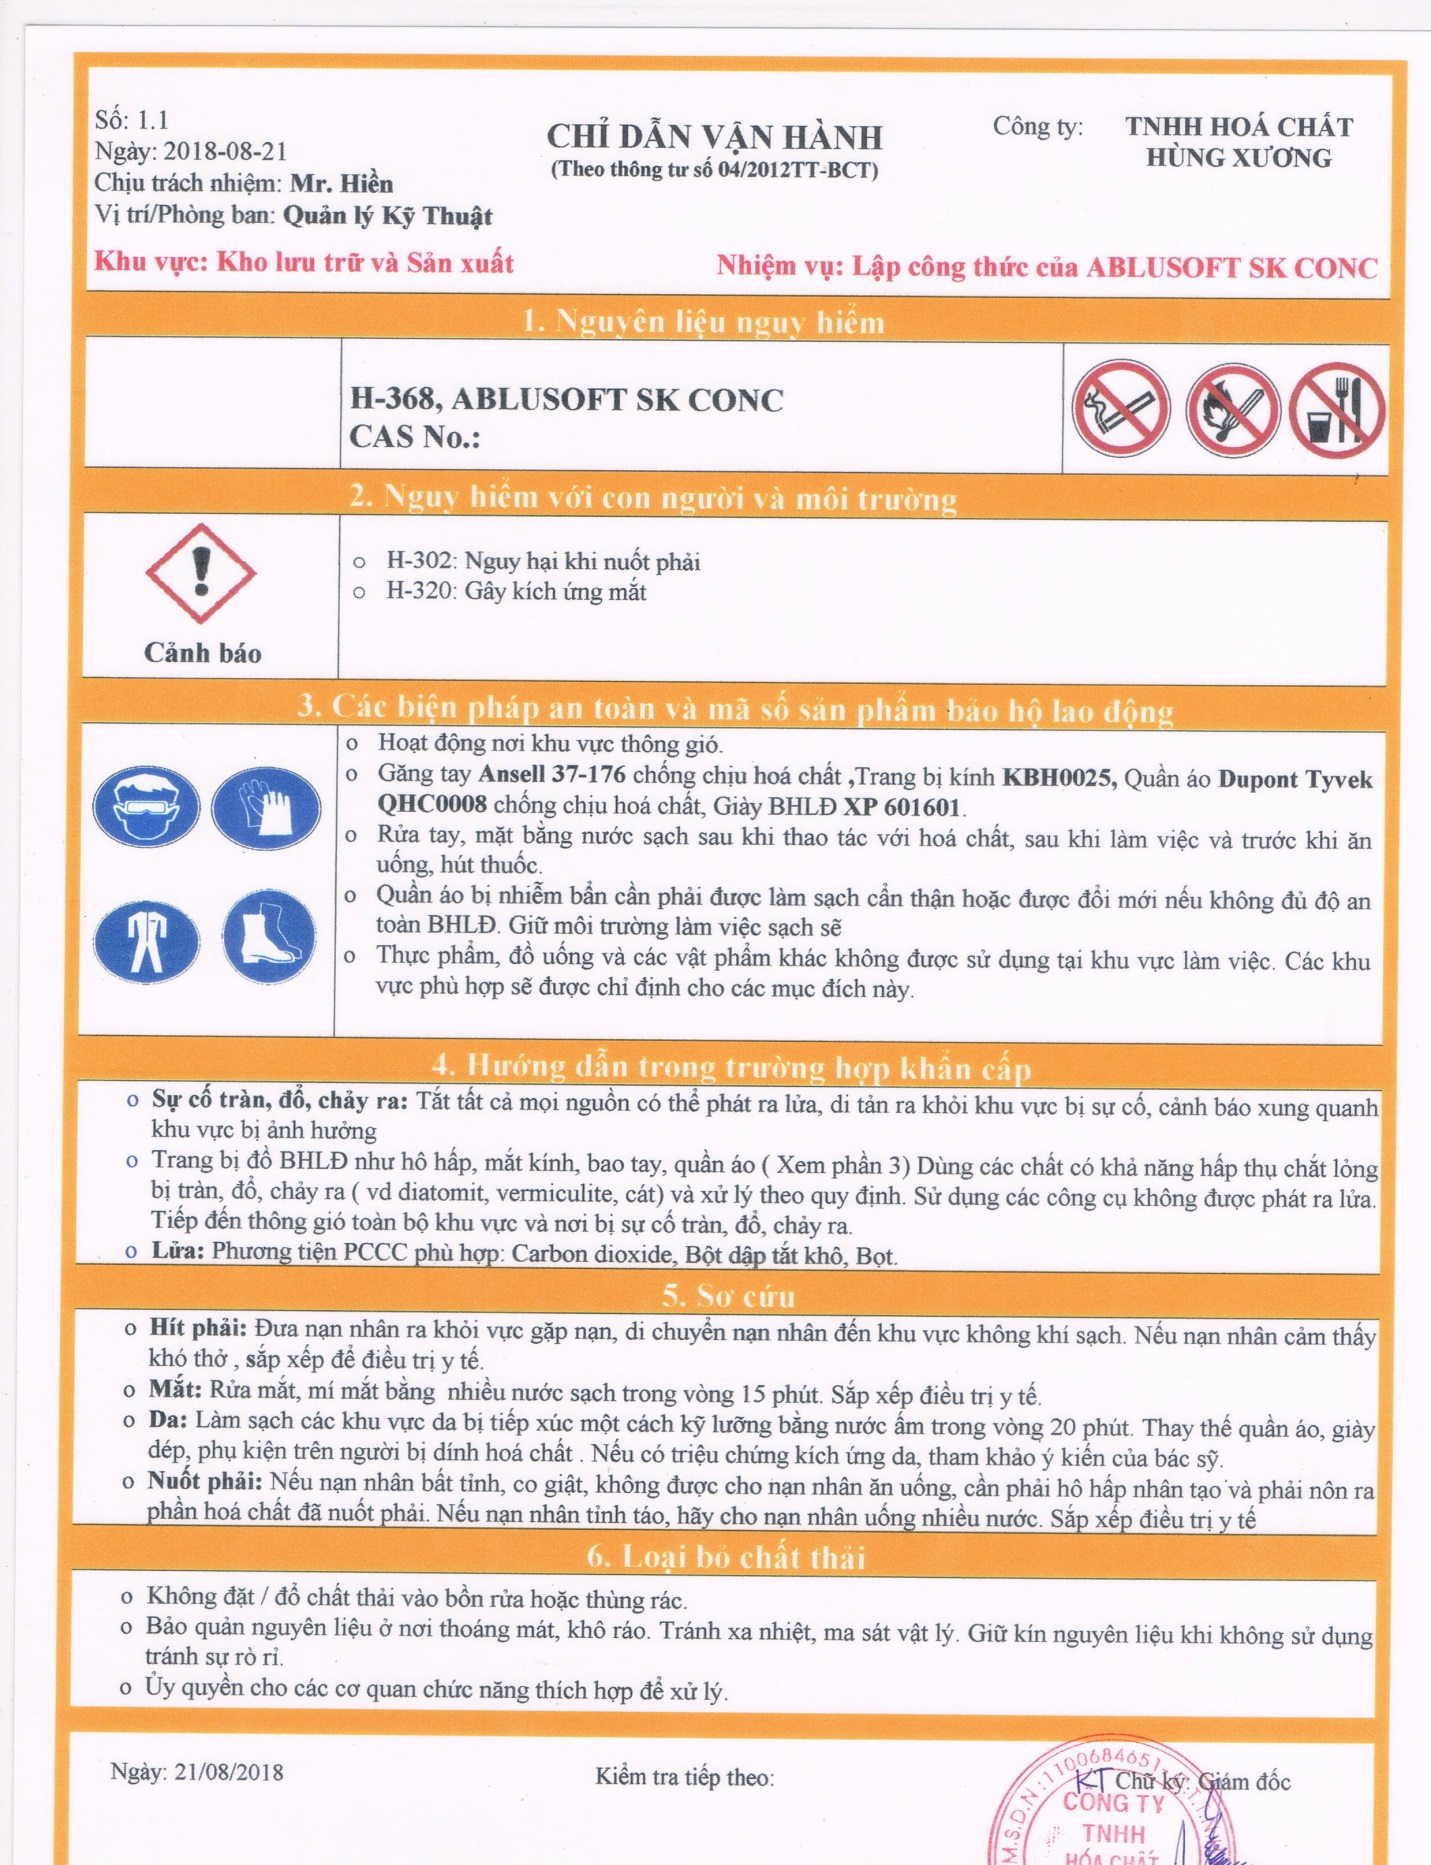 Số: 1.1
Ngày: 2018-08-21
Chịu trách nhiệm: Mr. Hiền
Vị trí/Phòng ban: Quản lý Kỹ Thuật
CHỈ DẪN VẬN HÀNH
(Theo thông tư số 04/2012TT-BCT)
Công ty: TNHH HOÁ CHẤT
HÙNG XƯƠNG
Khu vực: Kho lưu trữ và Sản xuất
Nhiệm vụ: Lập công thức của ABLUSOFT SK CONC
1. Nguyên liệu nguy hiểm
H-368, ABLUSOFT SK CONC
CAS No.:
2. Nguy hiểm với con người và môi trường
Cảnh báo
o H-302: Nguy hại khi nuốt phải
o H-320: Gây kích ứng mắt
3. Các biện pháp an toàn và mã số sản phẩm bảo hộ lao động
o Hoạt động nơi khu vực thông gió.
o Găng tay Ansell 37-176 chống chịu hoá chất ,Trang bị kính KBH0025, Quần áo Dupont Tyvek
QHC0008 chống chịu hoá chất, Giày BHLĐ XP 601601.
o Rửa tay, mặt bằng nước sạch sau khi thao tác với hoá chất, sau khi làm việc và trước khi ăn
uống, hút thuốc.
o Quần áo bị nhiễm bẩn cần phải được làm sạch cẩn thận hoặc được đổi mới nếu không đủ độ an
toàn BHLĐ. Giữ môi trường làm việc sạch sẽ
o Thực phẩm, đồ uống và các vật phẩm khác không được sử dụng tại khu vực làm việc. Các khu
vực phù hợp sẽ được chỉ định cho các mục đích này.
4. Hướng dẫn trong trường hợp khẩn cấp
o Sự cố tràn, đổ, chảy ra: Tắt tất cả mọi nguồn có thể phát ra lửa, di tản ra khỏi khu vực bị sự cố, cảnh báo xung quanh
khu vực bị ảnh hưởng
o Trang bị đồ BHLĐ như hô hấp, mắt kính, bao tay, quần áo ( Xem phần 3) Dùng các chất có khả năng hấp thụ chắt lỏng
bị tràn, đổ, chảy ra ( vd diatomit, vermiculite, cát) và xử lý theo quy định. Sử dụng các công cụ không được phát ra lửa.
Tiếp đến thông gió toàn bộ khu vực và nơi bị sự cố tràn, đổ, chảy ra.
o Lửa: Phương tiện PCCC phù hợp: Carbon dioxide, Bột dập tắt khô, Bọt.
5. Sơ cứu
o Hít phải: Đưa nạn nhân ra khỏi vực gặp nạn, di chuyển nạn nhân đến khu vực không khí sạch. Nếu nạn nhân cảm thấy
khó thở , sắp xếp để điều trị y tế.
o Mắt: Rửa mắt, mí mắt bằng nhiều nước sạch trong vòng 15 phút. Sắp xếp điều trị y tế.
o Da: Làm sạch các khu vực da bị tiếp xúc một cách kỹ lưỡng bằng nước ấm trong vòng 20 phút. Thay thế quần áo, giày
dép, phụ kiện trên người bị dính hoá chất . Nếu có triệu chứng kích ứng da, tham khảo ý kiến của bác sỹ.
o Nuốt phải: Nếu nạn nhân bất tỉnh, co giật, không được cho nạn nhân ăn uống, cần phải hô hấp nhân tạo và phải nôn ra
phần hoá chất đã nuốt phải. Nếu nạn nhân tỉnh táo, hãy cho nạn nhân uống nhiều nước. Sắp xếp điều trị y tế
6. Loại bỏ chất thải
o Không đặt / đổ chất thải vào bồn rửa hoặc thùng rác.
o Bảo quản nguyên liệu ở nơi thoáng mát, khô ráo. Tránh xa nhiệt, ma sát vật lý. Giữ kín nguyên liệu khi không sử dụng
tránh sự rò rỉ.
o Ủy quyền cho các cơ quan chức năng thích hợp để xử lý.
Ngày: 21/08/2018
Kiểm tra tiếp theo:
KT Chữ ký: Giám đốc
M.S.D.N:1100684651
CÔNG TY
TNHH
HÓA CHẤT